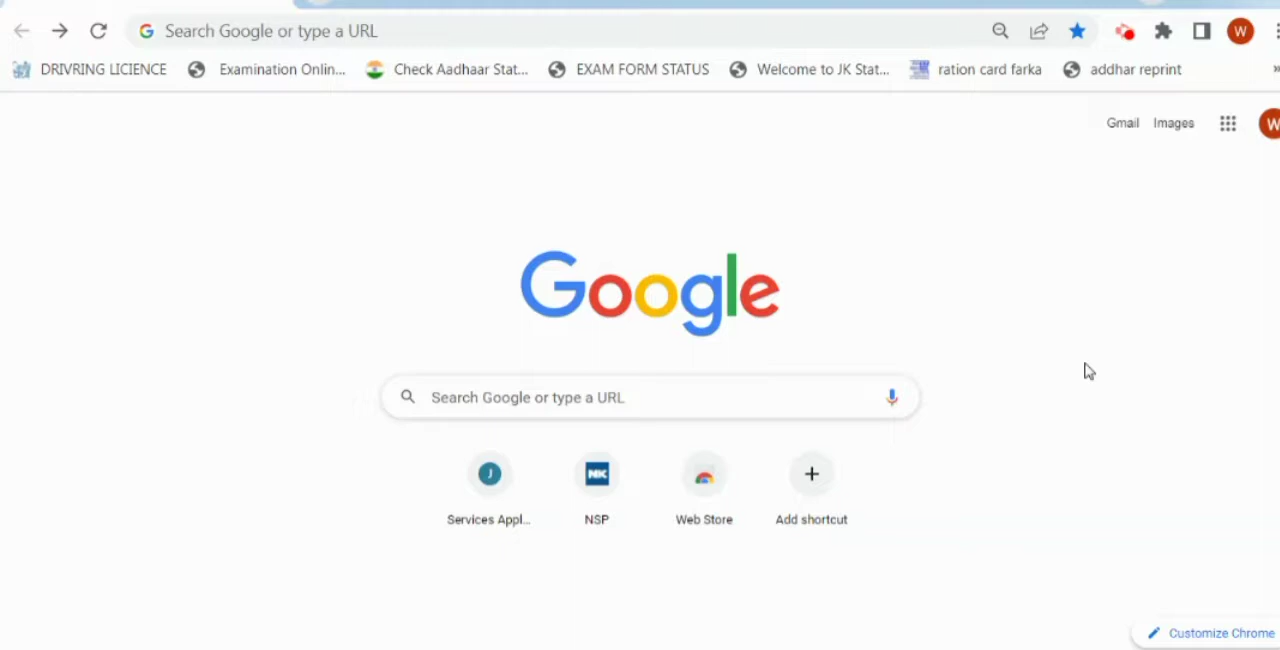 Search Google or type a URL W
DRIVRING LICIENCE Examination Onlin... Check Aadhaar Stat... EXAM FORM STATUS Welcome to JK Stat... ration card farka addhar reprint »
Gmail Images W
Google
Search Google or type a URL
J NK
Services Appl... NSP Web Store Add shortcut
Customize Chrome